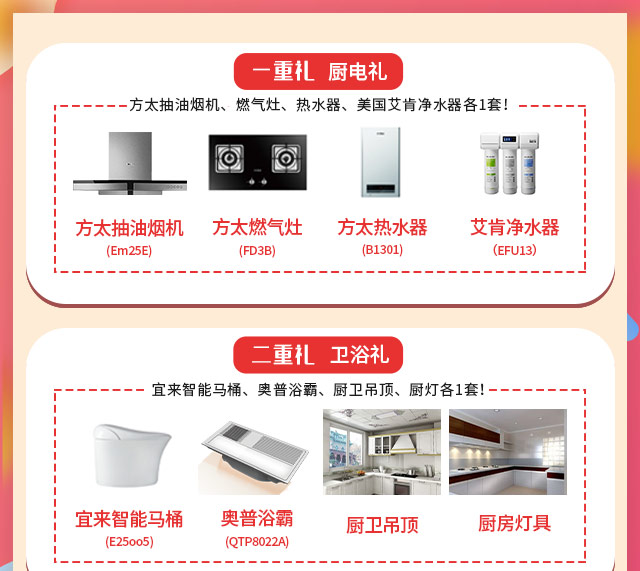 一重礼 厨电礼
方太抽油烟机、燃气灶、热水器、美国艾肯净水器各1套！
方太抽油烟机 方太燃气灶 方太热水器 艾肯净水器
(Em25E) (FD3B) (B1301) （EFU13）
二重礼 卫浴礼
宜来智能马桶、奥普浴霸、厨卫吊顶、厨灯各1套！
宜来智能马桶 奥普浴霸 厨卫吊顶 厨房灯具
(E25oo5) (QTP8022A)